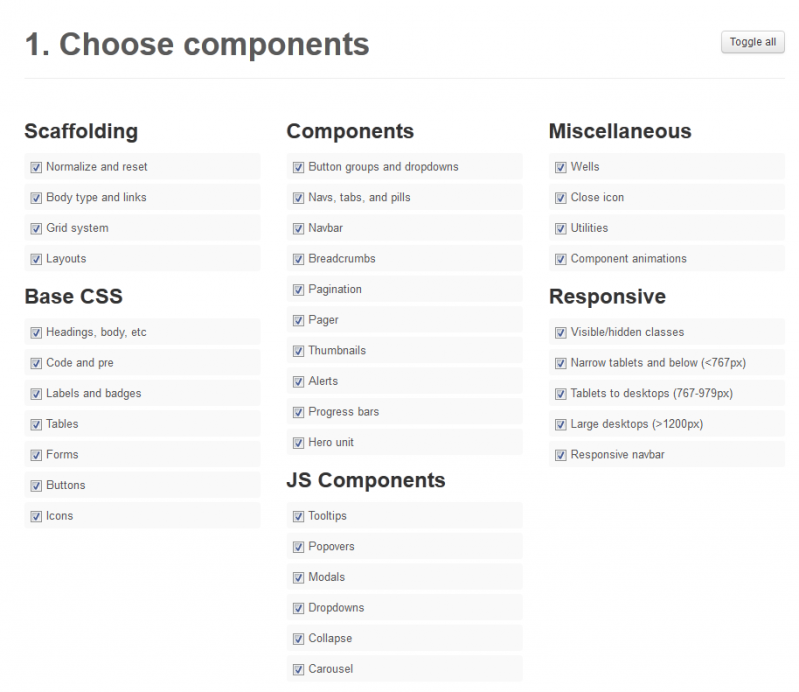 1. Choose components
Toggle all
Scaffolding
Normalize and reset
Body type and links
Grid system
Layouts
Base CSS
Headings, body, etc
Code and pre
Labels and badges
Tables
Forms
Buttons
Icons
Components
Button groups and dropdowns
Navs, tabs, and pills
Navbar
Breadcrumbs
Pagination
Pager
Thumbnails
Alerts
Progress bars
Hero unit
JS Components
Tooltips
Popovers
Modals
Dropdowns
Collapse
Carousel
Miscellaneous
Wells
Close icon
Utilities
Component animations
Responsive
Visible/hidden classes
Narrow tablets and below (<767px)
Tablets to desktops (767-979px)
Large desktops (>1200px)
Responsive navbar